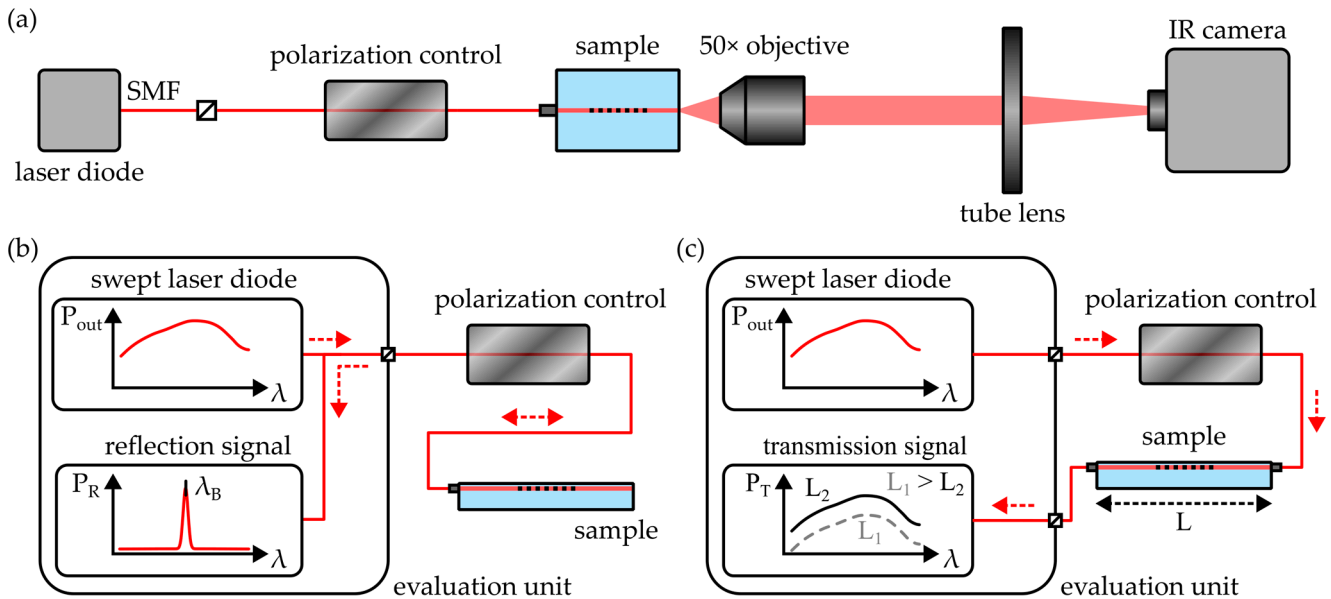 (a)
laser diode
SMF
polarization control
sample
50× objective
tube lens
IR camera
(b)
swept laser diode
P_out
λ
reflection signal
P_R
λ_B
λ
polarization control
sample
evaluation unit
(c)
swept laser diode
P_out
λ
transmission signal
P_T
L_2
L_1 > L_2
L_1
λ
polarization control
sample
L
evaluation unit